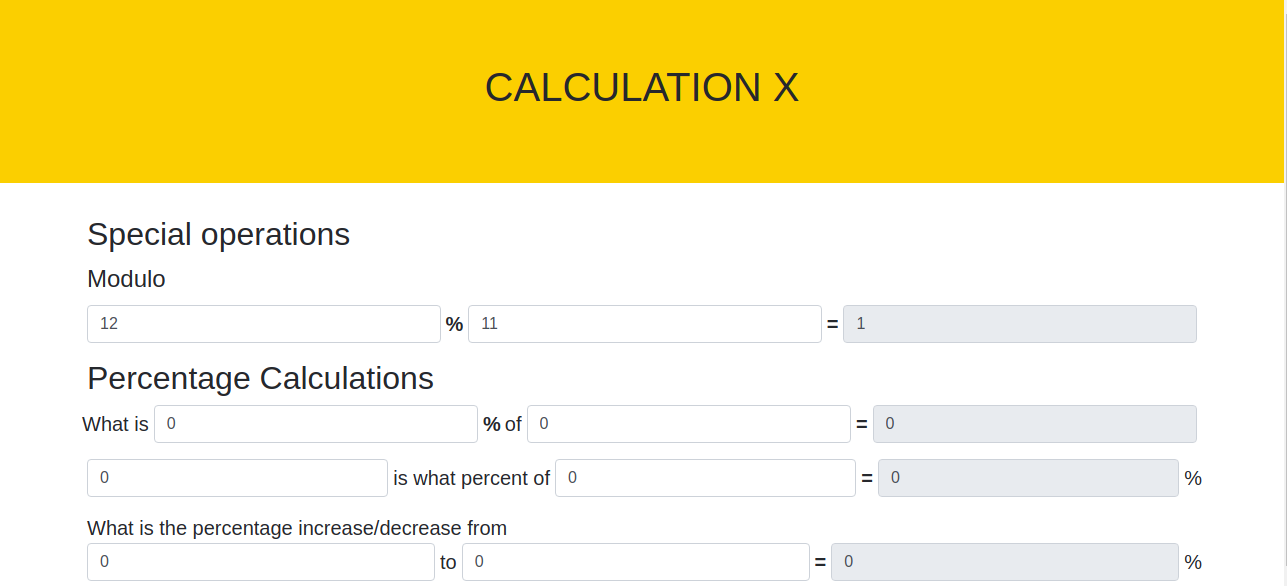 CALCULATION X
Special operations
Modulo
12 % 11 = 1
Percentage Calculations
What is 0 % of 0 = 0
0 is what percent of 0 = 0 %
What is the percentage increase/decrease from
0 to 0 = 0 %